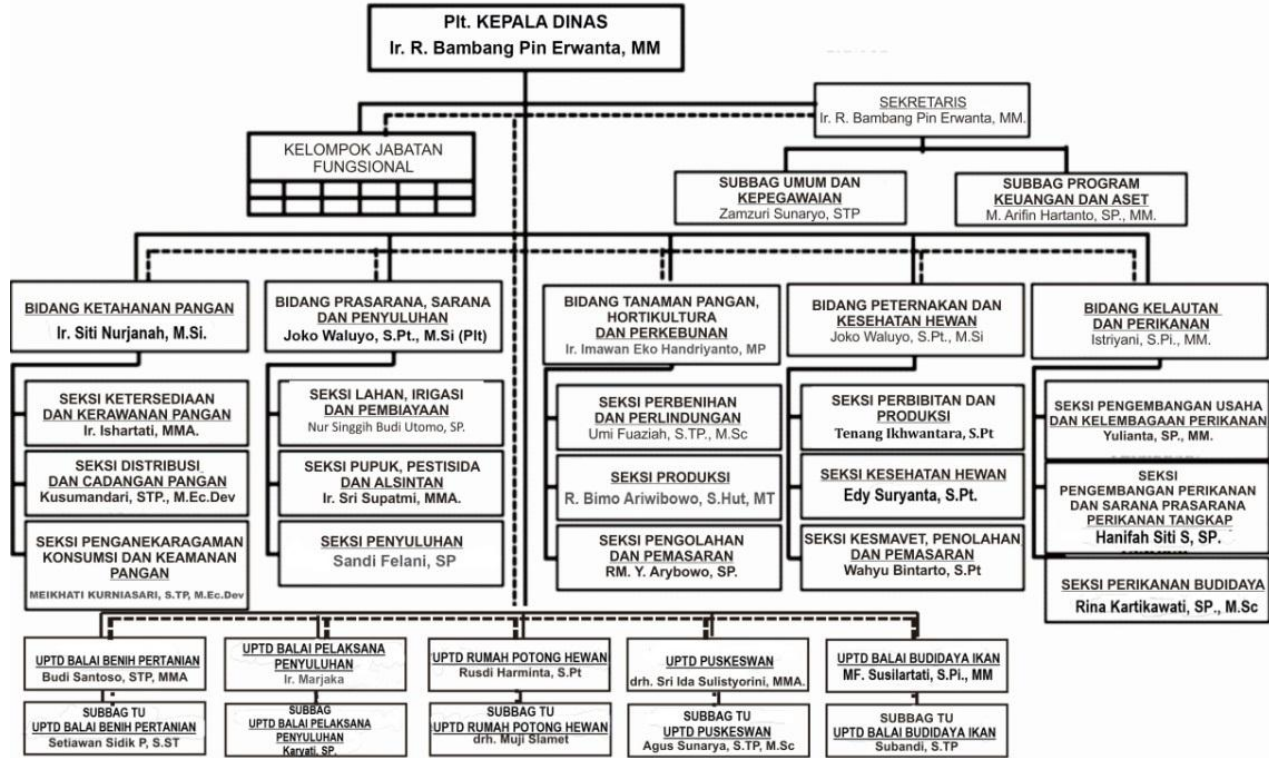 Plt. KEPALA DINAS
Ir. R. Bambang Pin Erwanta, MM
SEKRETARIS
Ir. R. Bambang Pin Erwanta, MM.
KELOMPOK JABATAN
FUNGSIONAL
SUBBAG UMUM DAN
KEPEGAWAIAN
Zamzuri Sunaryo, STP
SUBBAG PROGRAM
KEUANGAN DAN ASET
M. Arifin Hartanto, SP., MM.
BIDANG KETAHANAN PANGAN
Ir. Siti Nurjanah, M.Si.
BIDANG PRASARANA, SARANA
DAN PENYULUHAN
Joko Waluyo, S.Pt., M.Si (Plt)
BIDANG TANAMAN PANGAN,
HORTIKULTURA
DAN PERKEBUNAN
Ir. Imawan Eko Handriyanto, MP
BIDANG PETERNAKAN DAN
KESEHATAN HEWAN
Joko Waluyo, S.Pt., M.Si
BIDANG KELAUTAN
DAN PERIKANAN
Istriyani, S.Pi., MM.
SEKSI KETERSEDIAAN
DAN KERAWANAN PANGAN
Ir. Ishartati, MMA.
SEKSI DISTRIBUSI
DAN CADANGAN PANGAN
Kusumandari, STP., M.Ec.Dev
SEKSI PENGANEKARAGAMAN
KONSUMSI DAN KEAMANAN
PANGAN
MEIKHATI KURNIASARI, S.TP, M.Ec.Dev
SEKSI LAHAN, IRIGASI
DAN PEMBIAYAAN
Nur Singgih Budi Utomo, SP.
SEKSI PUPUK, PESTISIDA
DAN ALSINTAN
Ir. Sri Supatmi, MMA.
SEKSI PENYULUHAN
Sandi Felani, SP
SEKSI PERBENIHAN
DAN PERLINDUNGAN
Umi Fuaziah, S.TP., M.Sc
SEKSI PRODUKSI
R. Bimo Ariwibowo, S.Hut, MT
SEKSI PENGOLAHAN
DAN PEMASARAN
RM. Y. Arybowo, SP.
SEKSI PERBIBITAN DAN
PRODUKSI
Tenang Ikhwantara, S.Pt
SEKSI KESEHATAN HEWAN
Edy Suryanta, S.Pt.
SEKSI KESMAVET, PENOLAHAN
DAN PEMASARAN
Wahyu Bintarto, S.Pt
SEKSI PENGEMBANGAN USAHA
DAN KELEMBAGAAN PERIKANAN
Yulianta, SP., MM.
SEKSI
PENGEMBANGAN PERIKANAN
DAN SARANA PRASARANA
PERIKANAN TANGKAP
Hanifah Siti S, SP.
SEKSI PERIKANAN BUDIDAYA
Rina Kartikawati, SP., M.Sc
UPTD BALAI BENIH PERTANIAN
Budi Santoso, STP, MMA
UPTD BALAI PELAKSANA
PENYULUHAN
Ir. Marjaka
UPTD RUMAH POTONG HEWAN
Rusdi Harminta, S.Pt
UPTD PUSKESWAN
drh. Sri Ida Sulistyorini, MMA.
UPTD BALAI BUDIDAYA IKAN
MF. Susilartati, S.Pi., MM
SUBBAG TU
UPTD BALAI BENIH PERTANIAN
Setiawan Sidik P, S.ST
SUBBAG
UPTD BALAI PELAKSANA
PENYULUHAN
Karyati, SP.
SUBBAG TU
UPTD RUMAH POTONG HEWAN
drh. Muji Slamet
SUBBAG TU
UPTD PUSKESWAN
Agus Sunarya, S.TP, M.Sc
SUBBAG TU
UPTD BALAI BUDIDAYA IKAN
Subandi, S.TP